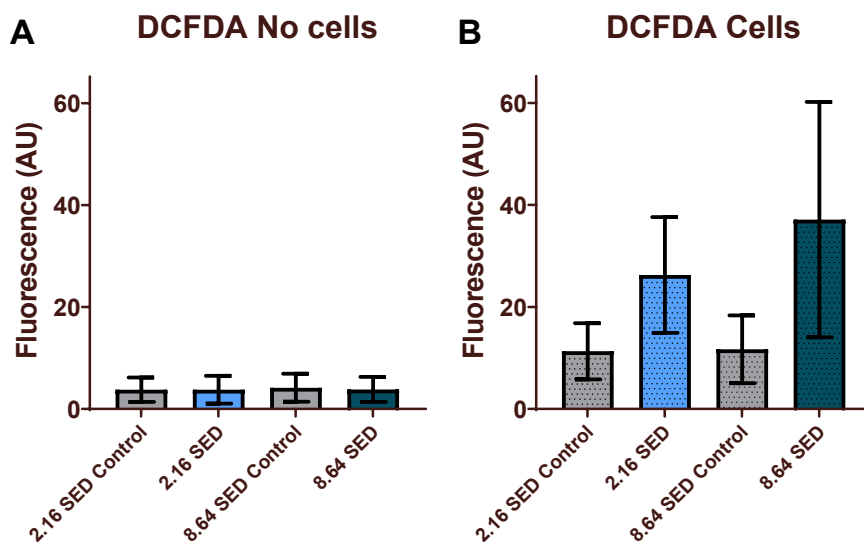 A
DCFDA No cells
Fluorescence (AU)
60
40
20
0
2.16 SED Control
2.16 SED
8.64 SED Control
8.64 SED
B
DCFDA Cells
Fluorescence (AU)
60
40
20
0
2.16 SED Control
2.16 SED
8.64 SED Control
8.64 SED